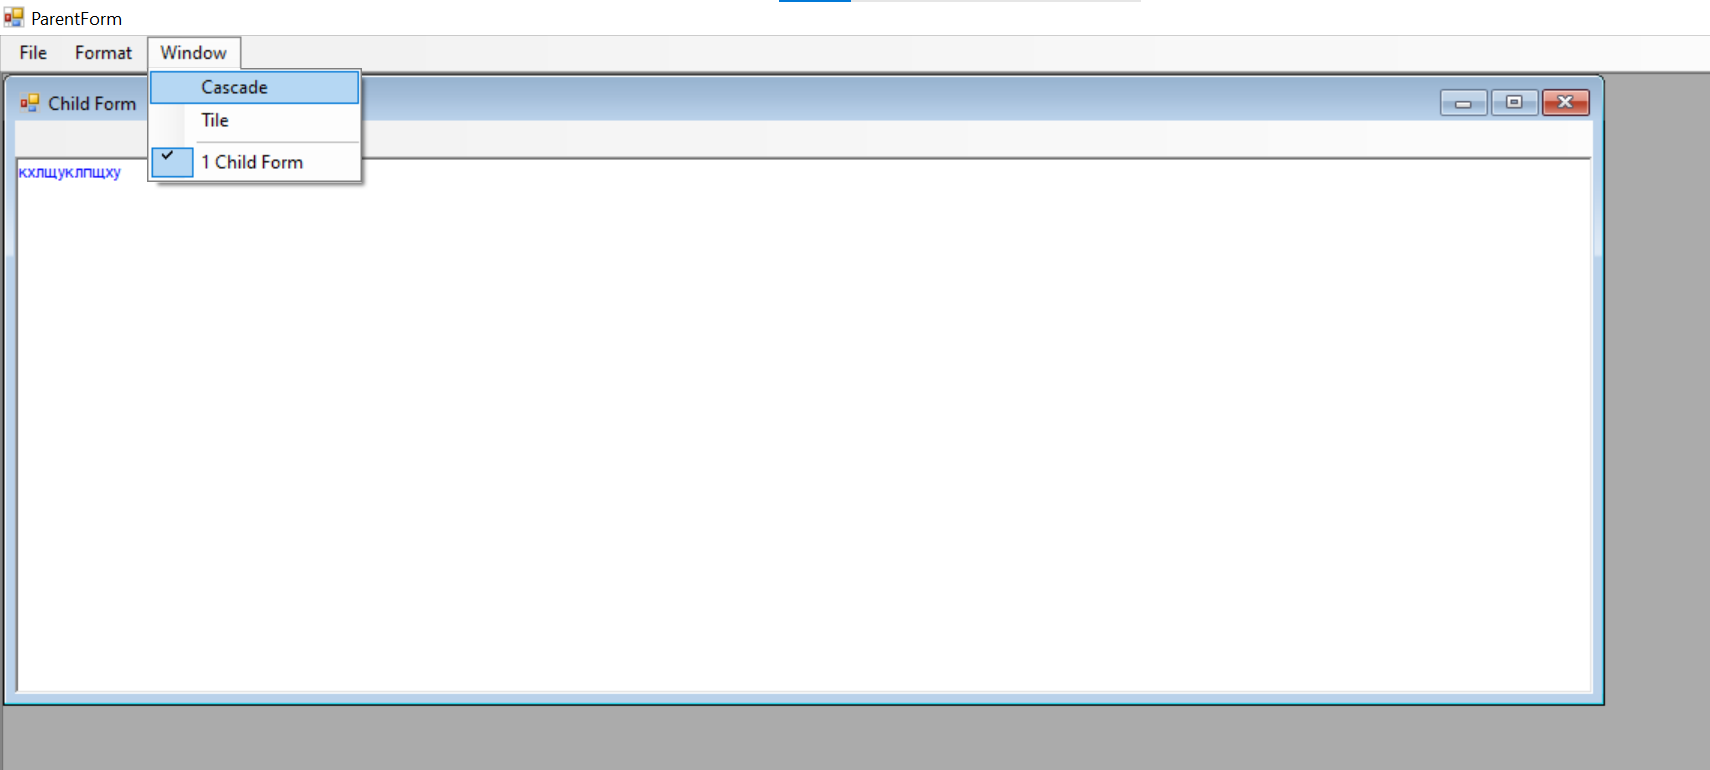 ParentForm
File Format Window
Cascade
Child Form
Tile
1 Child Form
кхлщуклпщху